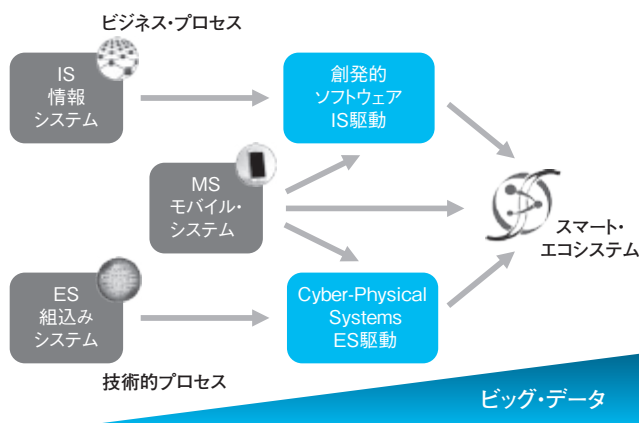 ビジネス・プロセス
IS
情報
システム
創発的
ソフトウェア
IS駆動
MS
モバイル・
システム
スマート・
エコシステム
ES
組込み
システム
Cyber-Physical
Systems
ES駆動
技術的プロセス
ビッグ・データ